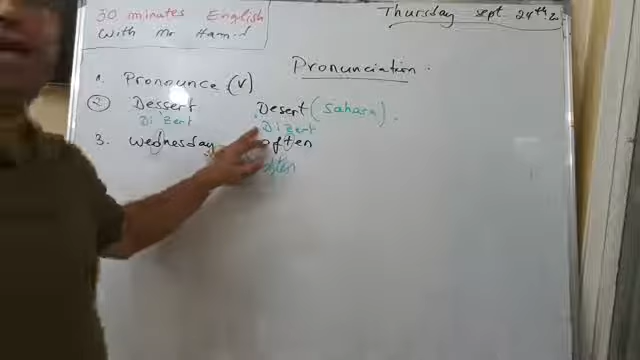 30 minutes English
with Mr Hamid
Thursday sept 24th 2
Pronunciation :
1. Pronounce (v)
② Dessert Desert (sahara).
Di'Zert DiZert
3. wednesday often